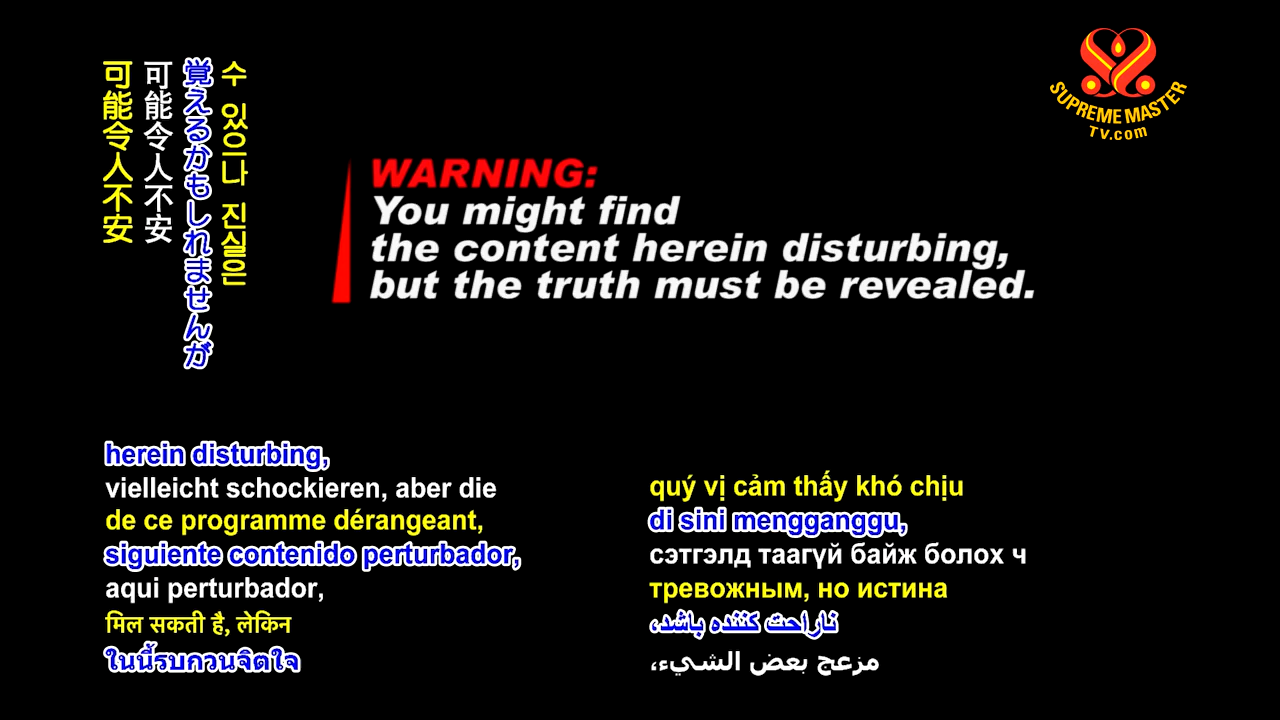 수 있으나 진실은
覚えるかもしれませんが
可能令人不安
可能令人不安
SUPREME MASTER
TV.com
WARNING:
You might find
the content herein disturbing,
but the truth must be revealed.
herein disturbing,
vielleicht schockieren, aber die
de ce programme dérangeant,
siguiente contenido perturbador,
aqui perturbador,
मिल सकती है, लेकिन
ในนี้รบกวนจิตใจ
quý vị cảm thấy khó chịu
di sini mengganggu,
сэтгэлд таагүй байж болох ч
тревожным, но истина
ناراحت کننده باشد،
مزعج بعض الشيء،